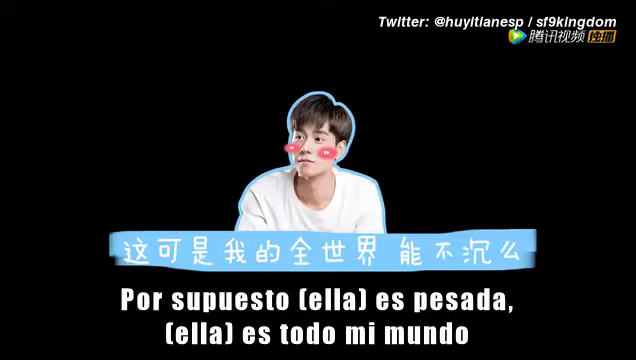 Twitter: @huyitianesp / sf9kingdom
腾讯视频 独播
这可是我的全世界 能不沉么
Por supuesto (ella) es pesada,
(ella) es todo mi mundo